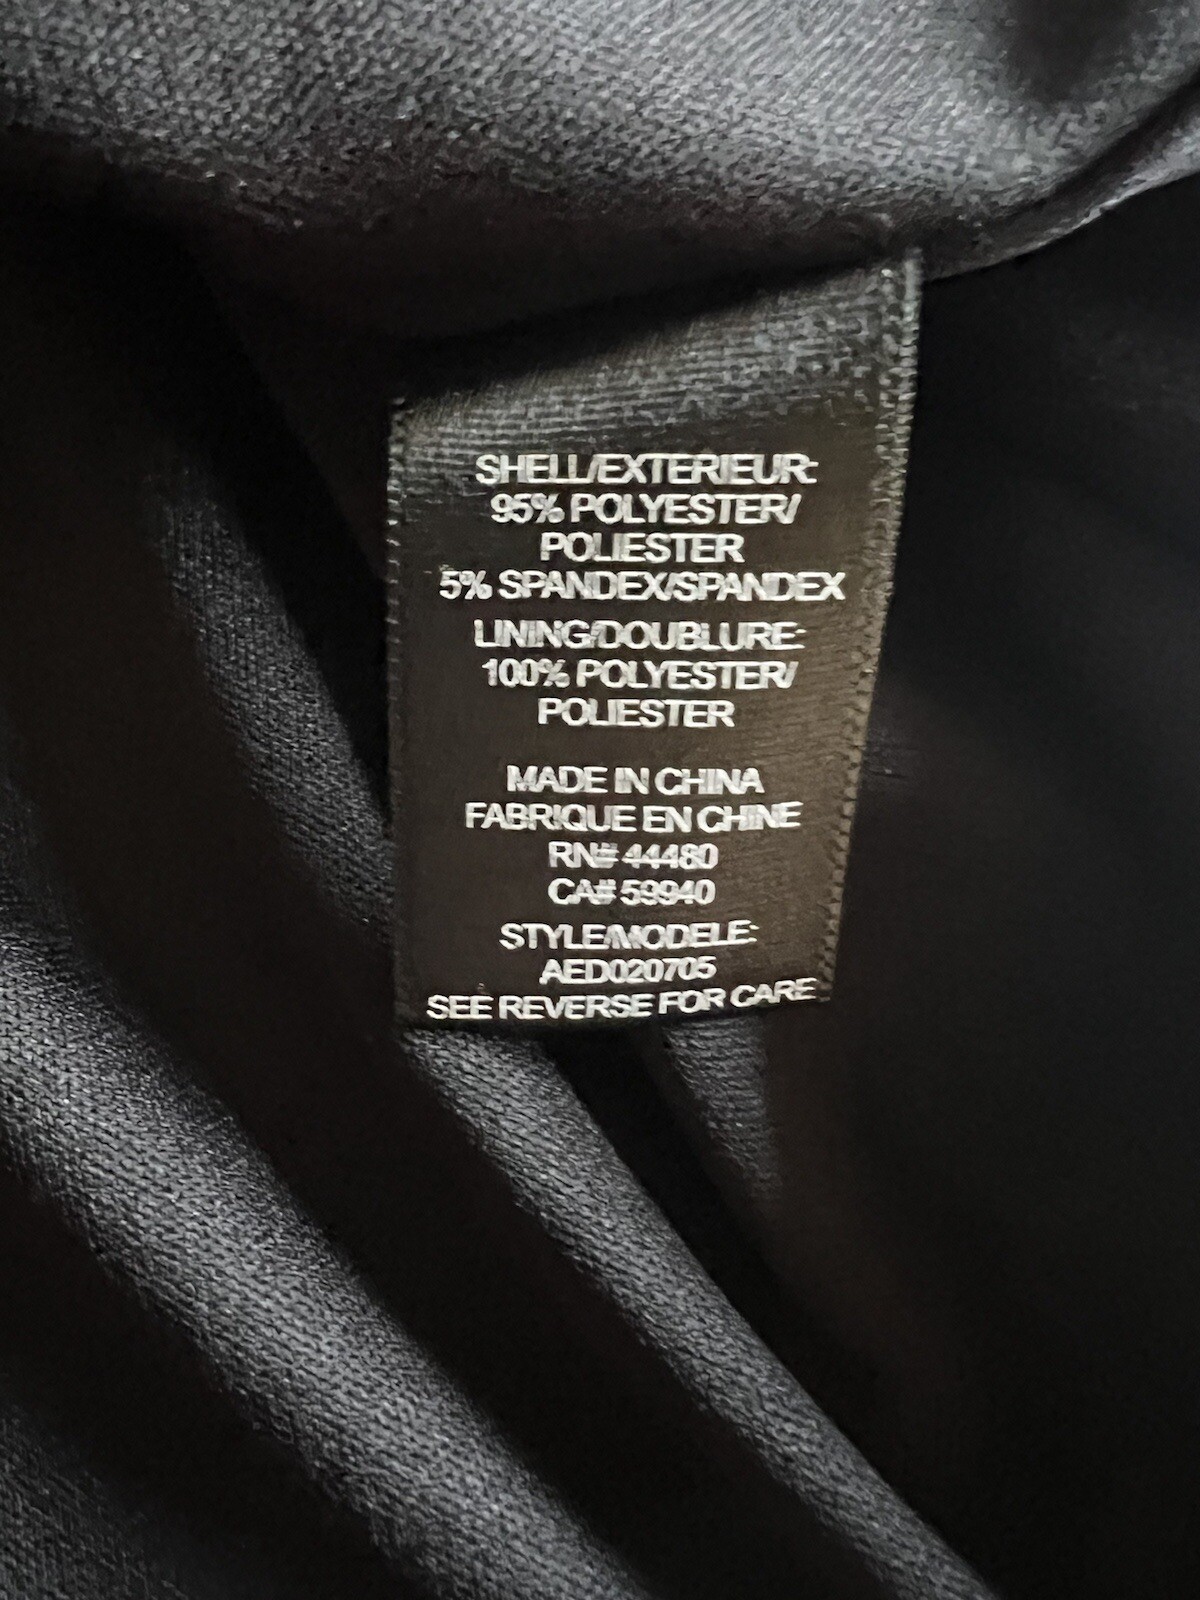 SHELL/EXTERIEUR:
95% POLYESTER/
POLIESTER
5% SPANDEX/SPANDEX
LINING/DOUBLURE:
100% POLYESTER/
POLIESTER
MADE IN CHINA
FABRIQUE EN CHINE
RN# 44480
CA# 59940
STYLE/MODELE:
AED020705
SEE REVERSE FOR CARE